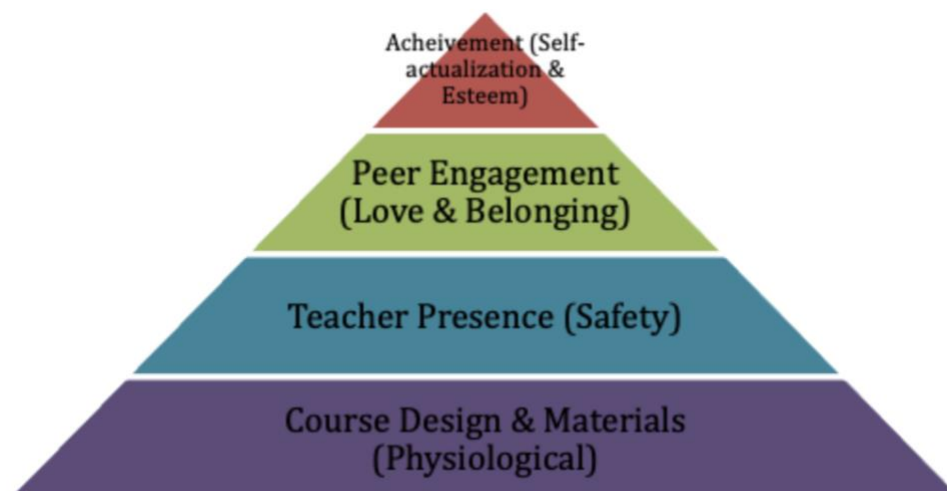 Acheivement (Self-
actualization &
Esteem)
Peer Engagement
(Love & Belonging)
Teacher Presence (Safety)
Course Design & Materials
(Physiological)